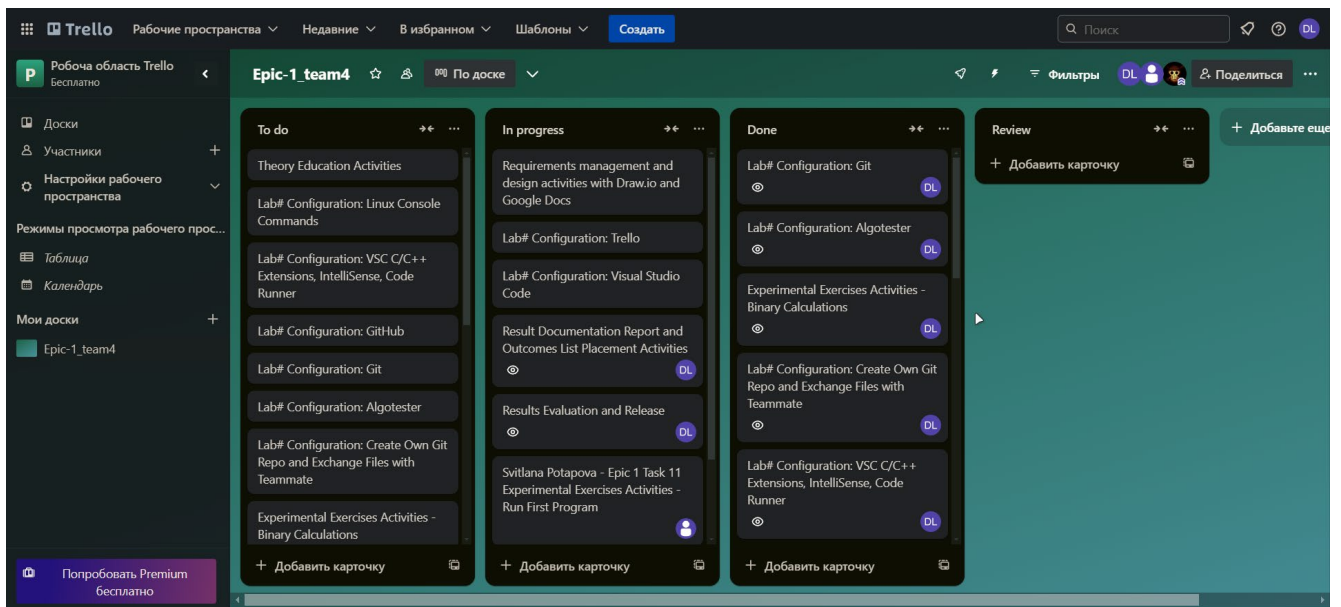 Trello
Рабочие пространства
Недавние
В избранном
Шаблоны
Создать
Поиск
DL
P
Робоча область Trello
Бесплатно
Epic-1_team4
По доске
Фильтры
DL
Поделиться
Доски
Участники
Настройки рабочего
пространства
Режимы просмотра рабочего прос...
Таблица
Календарь
Мои доски
Epic-1_team4
Попробовать Premium
бесплатно
To do
Theory Education Activities
Lab# Configuration: Linux Console
Commands
Lab# Configuration: VSC C/C++
Extensions, IntelliSense, Code
Runner
Lab# Configuration: GitHub
Lab# Configuration: Git
Lab# Configuration: Algotester
Lab# Configuration: Create Own Git
Repo and Exchange Files with
Teammate
Experimental Exercises Activities -
Binary Calculations
+ Добавить карточку
In progress
Requirements management and
design activities with Draw.io and
Google Docs
Lab# Configuration: Trello
Lab# Configuration: Visual Studio
Code
Result Documentation Report and
Outcomes List Placement Activities
DL
Results Evaluation and Release
DL
Svitlana Potapova - Epic 1 Task 11
Experimental Exercises Activities -
Run First Program
+ Добавить карточку
Done
Lab# Configuration: Git
DL
Lab# Configuration: Algotester
DL
Experimental Exercises Activities -
Binary Calculations
DL
Lab# Configuration: Create Own Git
Repo and Exchange Files with
Teammate
DL
Lab# Configuration: VSC C/C++
Extensions, IntelliSense, Code
Runner
DL
+ Добавить карточку
Review
+ Добавить карточку
+ Добавьте еще